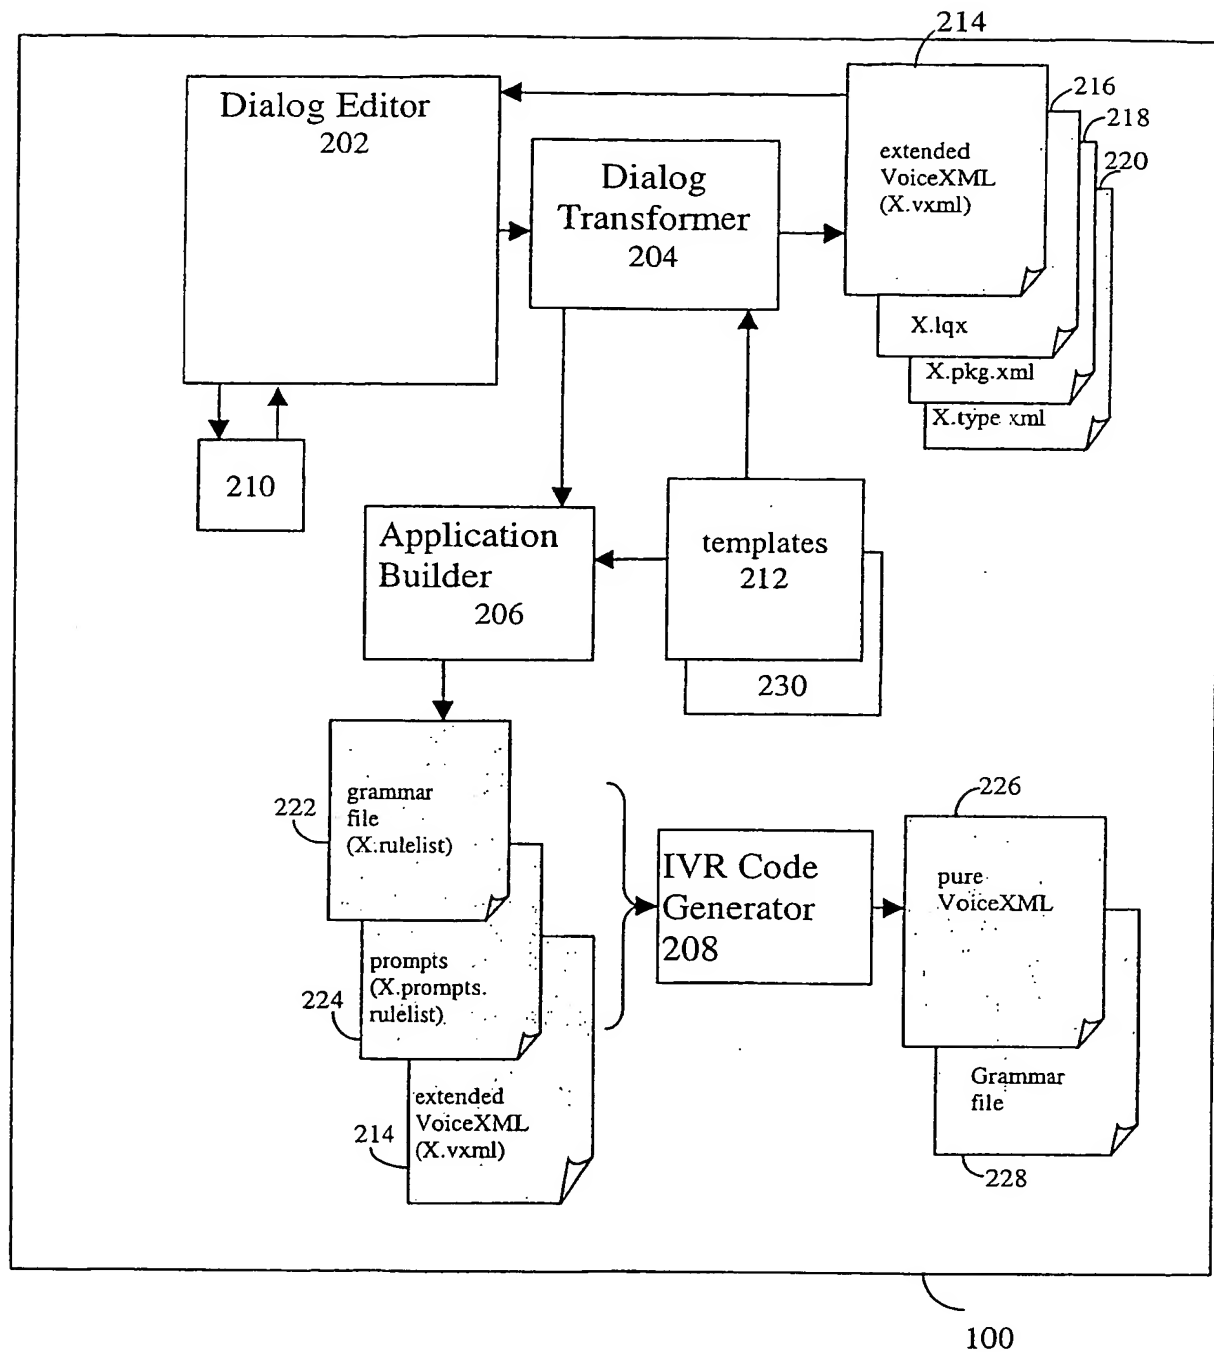 214
Dialog Editor
202
216
218
220
extended
VoiceXML
(X.vxml)
Dialog
Transformer
204
X.lqx
X.pkg.xml
X.type xml
210
Application
Builder
206
templates
212
230
222
grammar
file
(X.rulelist)
226
IVR Code
Generator
208
pure
VoiceXML
224
prompts
(X.prompts.
rulelist)
214
extended
VoiceXML
(X.vxml)
Grammar
file
228
100